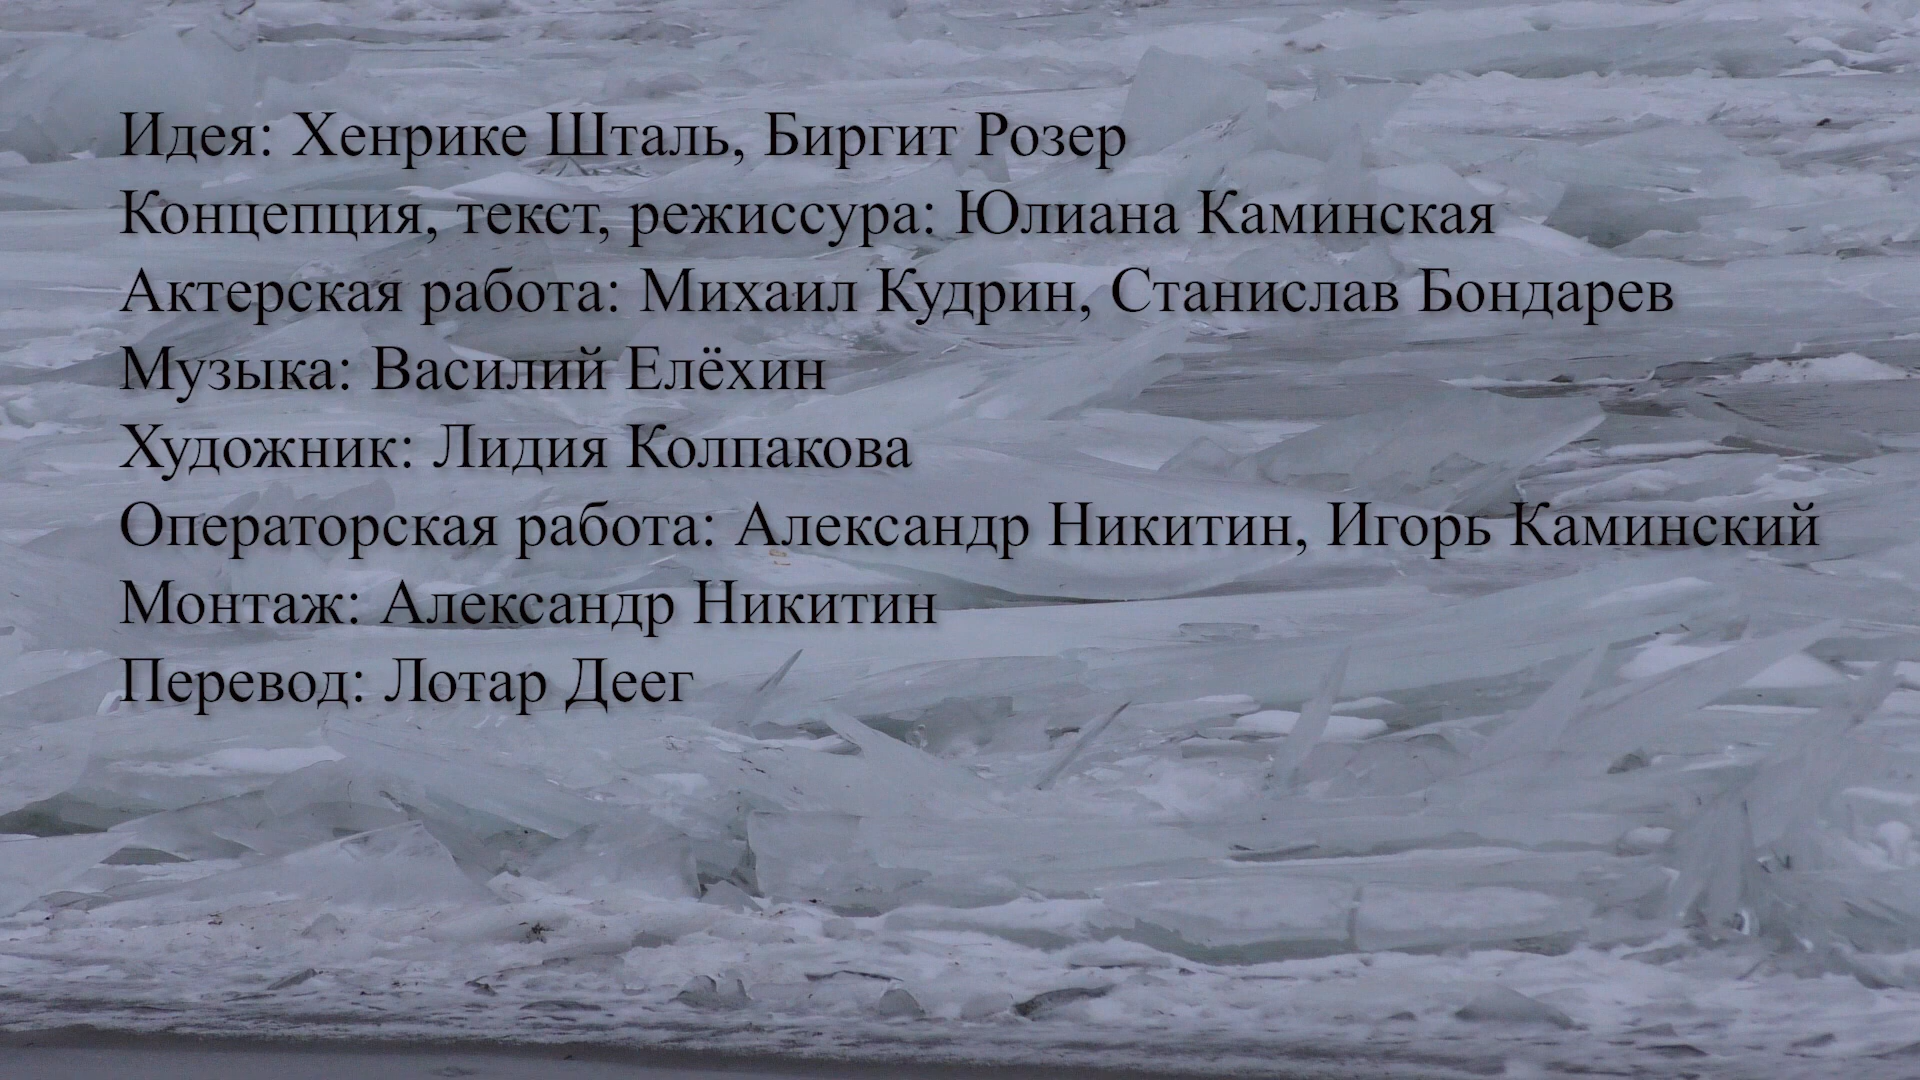 Идея: Хенрике Шталь, Биргит Розер
Концепция, текст, режиссура: Юлиана Каминская
Актерская работа: Михаил Кудрин, Станислав Бондарев
Музыка: Василий Елёхин
Художник: Лидия Колпакова
Операторская работа: Александр Никитин, Игорь Каминский
Монтаж: Александр Никитин
Перевод: Лотар Деег